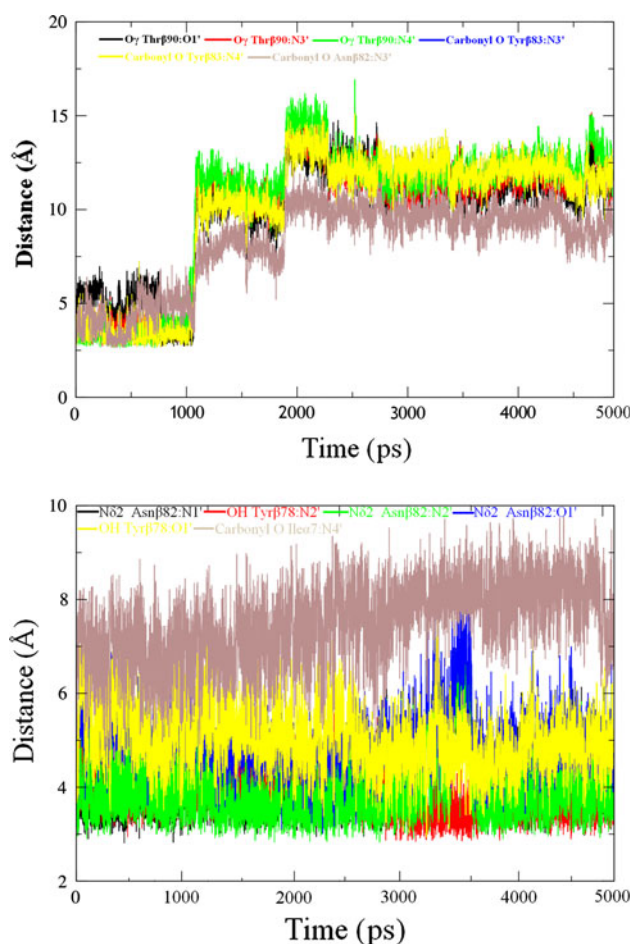 20
Oγ Thrβ90:O1' Oγ Thrβ90:N3' Oγ Thrβ90:N4' Carbonyl O Tyrβ83:N3'
Carbonyl O Tyrβ83:N4' Carbonyl O Asnβ82:N3'
15
Distance (Å)
10
5
0
0 1000 2000 3000 4000 5000
Time (ps)
10
Nδ2 Asnβ82:N1' OH Tyrβ78:N2' Nδ2 Asnβ82:N2' Nδ2 Asnβ82:O1'
OH Tyrβ78:O1' Carbonyl O Ileα7:N4'
8
Distance (Å)
6
4
2
0 1000 2000 3000 4000 5000
Time (ps)